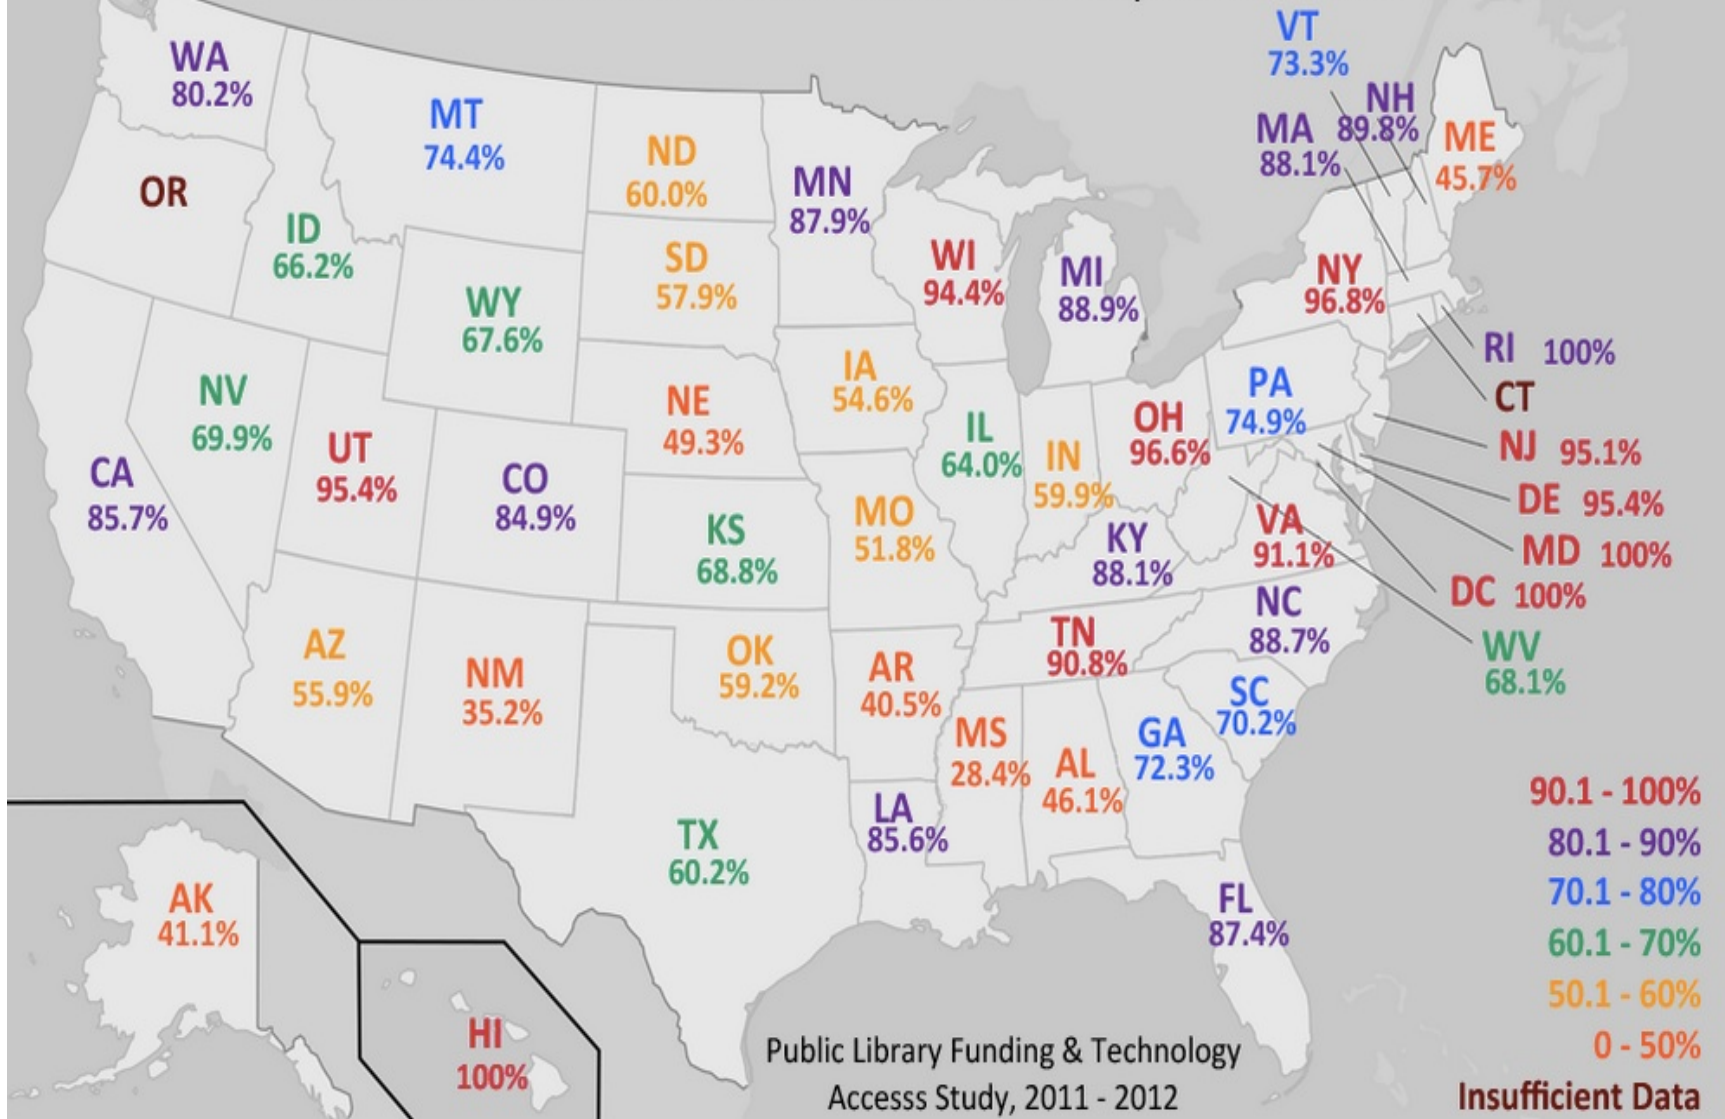 WA
80.2%
OR
MT
74.4%
ID
66.2%
ND
60.0%
SD
57.9%
MN
87.9%
WI
94.4%
MI
88.9%
VT
73.3%
NH
89.8%
MA
88.1%
ME
45.7%
NY
96.8%
RI 100%
CT
NJ 95.1%
DE 95.4%
MD 100%
DC 100%
WV
68.1%
WY
67.6%
NV
69.9%
UT
95.4%
CA
85.7%
CO
84.9%
NE
49.3%
IA
54.6%
IL
64.0%
IN
59.9%
OH
96.6%
PA
74.9%
KS
68.8%
MO
51.8%
KY
88.1%
VA
91.1%
NC
88.7%
TN
90.8%
SC
70.2%
AZ
55.9%
NM
35.2%
OK
59.2%
AR
40.5%
MS
28.4%
AL
46.1%
GA
72.3%
TX
60.2%
LA
85.6%
FL
87.4%
AK
41.1%
HI
100%
Public Library Funding & Technology
Accesss Study, 2011 - 2012
90.1 - 100%
80.1 - 90%
70.1 - 80%
60.1 - 70%
50.1 - 60%
0 - 50%
Insufficient Data